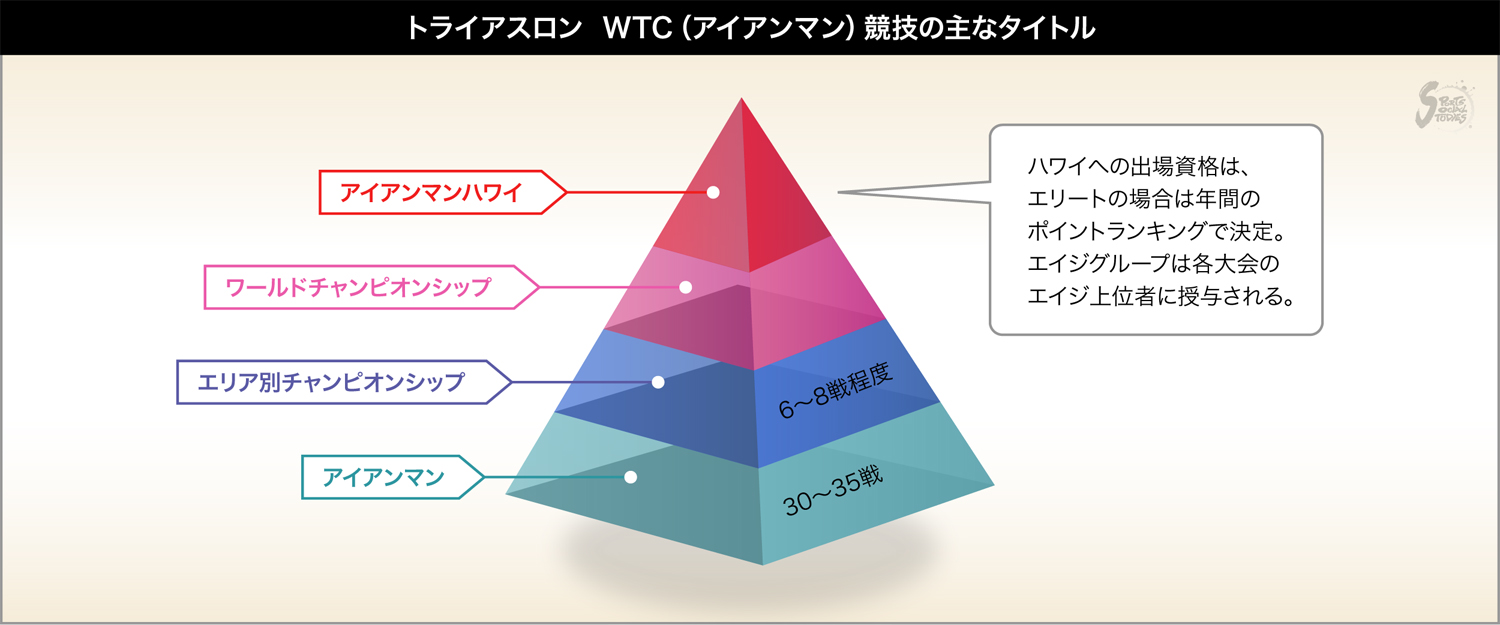 トライアスロン WTC（アイアンマン）競技の主なタイトル
SPORTS
SOCIAL
STUDIES
アイアンマンハワイ
ハワイへの出場資格は、
エリートの場合は年間の
ポイントランキングで決定。
エイジグループは各大会の
エイジ上位者に授与される。
ワールドチャンピオンシップ
エリア別チャンピオンシップ
6〜8戦程度
アイアンマン
30〜35戦